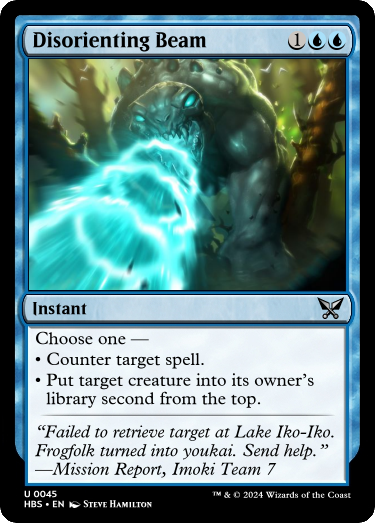 Disorienting Beam 1
Instant
Choose one —
• Counter target spell.
• Put target creature into its owner's
library second from the top.
“Failed to retrieve target at Lake Iko-Iko.
Frogfolk turned into youkai. Send help.”
—Mission Report, Imoki Team 7
U 0045
HBS • EN Steve Hamilton
™ & © 2024 Wizards of the Coast